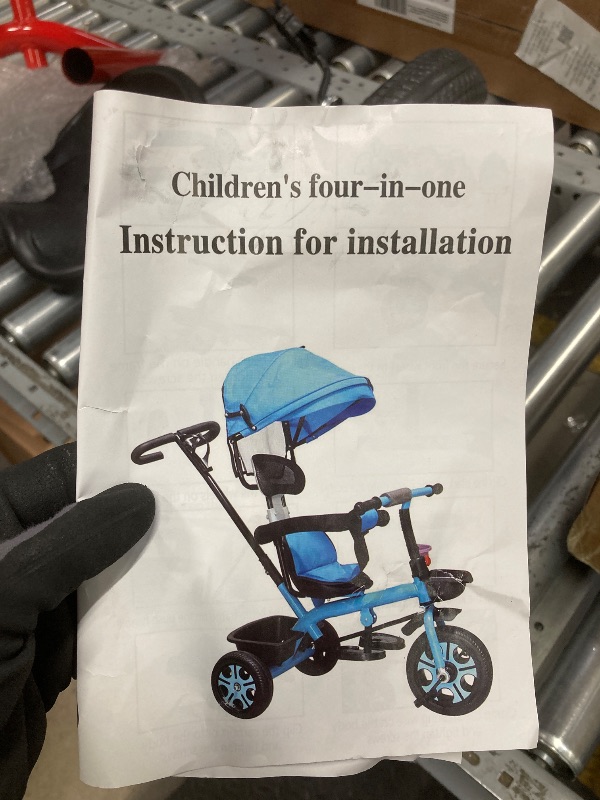 Children's four–in–one
Instruction for installation